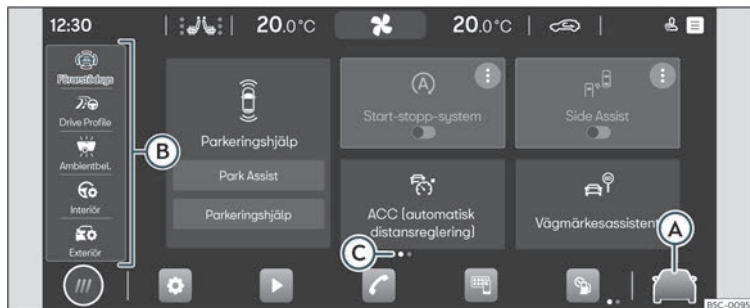 12:30
20.0°C
20.0°C
Förarstödsys
Drive Profile
Ambientbel.
Interiör
Exteriör
B
Parkeringshjälp
Park Assist
Parkeringshjälp
Start-stopp-system
Side Assist
ACC (automatisk
distansreglering)
Vägmärkesassistent
C
A
BSC-0095